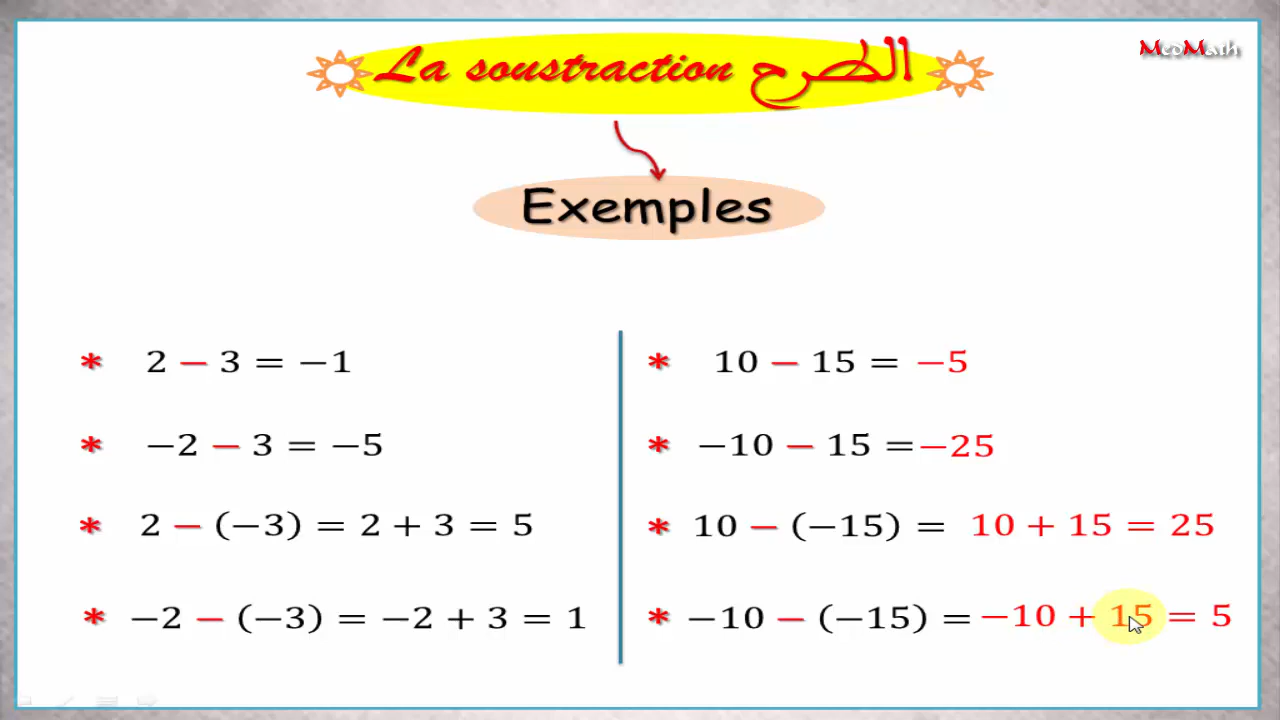 La soustraction الطرح
MedMath
Exemples
* 2 − 3 = −1
* −2 − 3 = −5
* 2 − (−3) = 2 + 3 = 5
* −2 − (−3) = −2 + 3 = 1
* 10 − 15 = −5
* −10 − 15 = −25
* 10 − (−15) = 10 + 15 = 25
* −10 − (−15) = −10 + 15 = 5